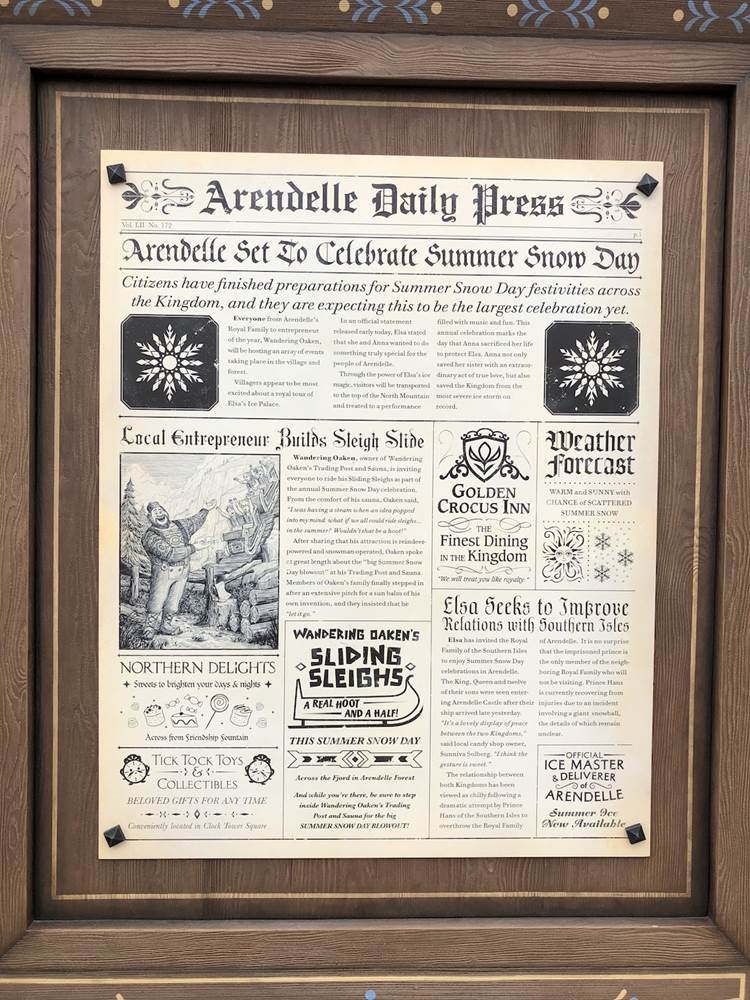 Arendelle Daily Press
Vol. LII No. 172
p.1
Arendelle Set To Celebrate Summer Snow Day
Citizens have finished preparations for Summer Snow Day festivities across
the Kingdom, and they are expecting this to be the largest celebration yet.
Everyone from Arendelle's
Royal Family to entrepreneur
of the year, Wandering Oaken,
will be hosting an array of events
taking place in the village and
forest.
Villagers appear to be most
excited about a royal tour of
Elsa's Ice Palace.
In an official statement
released early today, Elsa stated
that she and Anna wanted to do
something truly special for the
people of Arendelle.
Through the power of Elsa's ice
magic, visitors will be transported
to the top of the North Mountain
and treated to a performance
filled with music and fun. This
annual celebration marks the
day that Anna sacrificed her life
to protect Elsa. Anna not only
saved her sister with an extraor-
dinary act of true love, but also
saved the Kingdom from the
most severe ice storm on
record.
Local Entrepreneur Builds Sleigh Slide
Wandering Oaken, owner of Wandering
Oaken's Trading Post and Sauna, is inviting
everyone to ride his Sliding Sleighs as part of
the annual Summer Snow Day celebration.
From the comfort of his sauna, Oaken said,
"I was having a steam when an idea popped
into my mind: what if we all could ride sleighs...
in the summer? Wouldn't that be a hoot!"
After sharing that his attraction is reindeer-
powered and snowman-operated, Oaken spoke
at great length about the "big Summer Snow
Day blowout!" at his Trading Post and Sauna.
Members of Oaken's family finally stepped in
after an extensive pitch for a sun balm of his
own invention, and they insisted that he
"let it go."
GOLDEN
CROCUS INN
THE
Finest Dining
IN THE Kingdom
"We will treat you like royalty."
Weather
Forecast
WARM and SUNNY with
CHANCE of SCATTERED
SUMMER SNOW
Elsa Seeks to Improve
Relations with Southern Isles
Elsa has invited the Royal
Family of the Southern Isles
to enjoy Summer Snow Day
celebrations in Arendelle.
The King, Queen and twelve
of their sons were seen enter-
ing Arendelle Castle after their
ship arrived late yesterday.
"It's a lovely display of peace
between the two Kingdoms,"
said local candy shop owner,
Sunniva Solberg. "I think the
gesture is sweet."
The relationship between
both Kingdoms has been
viewed as chilly following a
dramatic attempt by Prince
Hans of the Southern Isles to
overthrow the Royal Family
of Arendelle. It is no surprise
that the imprisoned prince is
the only member of the neigh-
boring Royal Family who will
not be visiting. Prince Hans
is currently recovering from
injuries due to an incident
involving a giant snowball,
the details of which remain
unclear.
NORTHERN DELIGHTS
Sweets to brighten your days & nights
Across from Friendship Fountain
TICK TOCK TOYS
&
COLLECTIBLES
BELOVED GIFTS FOR ANY TIME
Conveniently located in Clock Tower Square
WANDERING OAKEN'S
SLIDING
SLEIGHS
A REAL HOOT
AND A HALF!
THIS SUMMER SNOW DAY
Across the Fjord in Arendelle Forest
And while you're there, be sure to step
inside Wandering Oaken's Trading
Post and Sauna for the big
SUMMER SNOW DAY BLOWOUT!
OFFICIAL
ICE MASTER
& DELIVERER
of
ARENDELLE
Summer Ice
Now Available